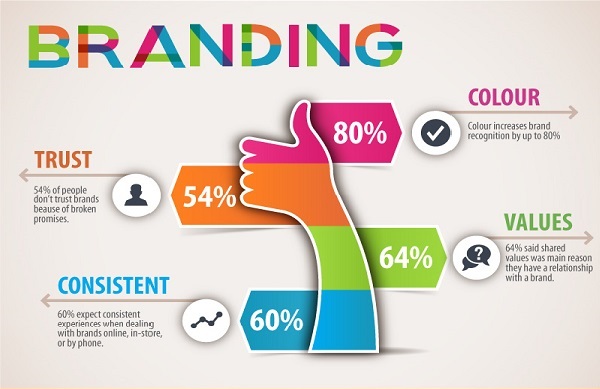 BRANDING
COLOUR
80%
Colour increases brand
recognition by up to 80%
TRUST
54%
54% of people
don't trust brands
beause of broken
promises.
VALUES
64%
64% said shared
values was main reason
they have a relationship
with a brand.
CONSISTENT
60%
60% expect consistent
experiences when dealing
with brands online, in-store,
or by phone.
?